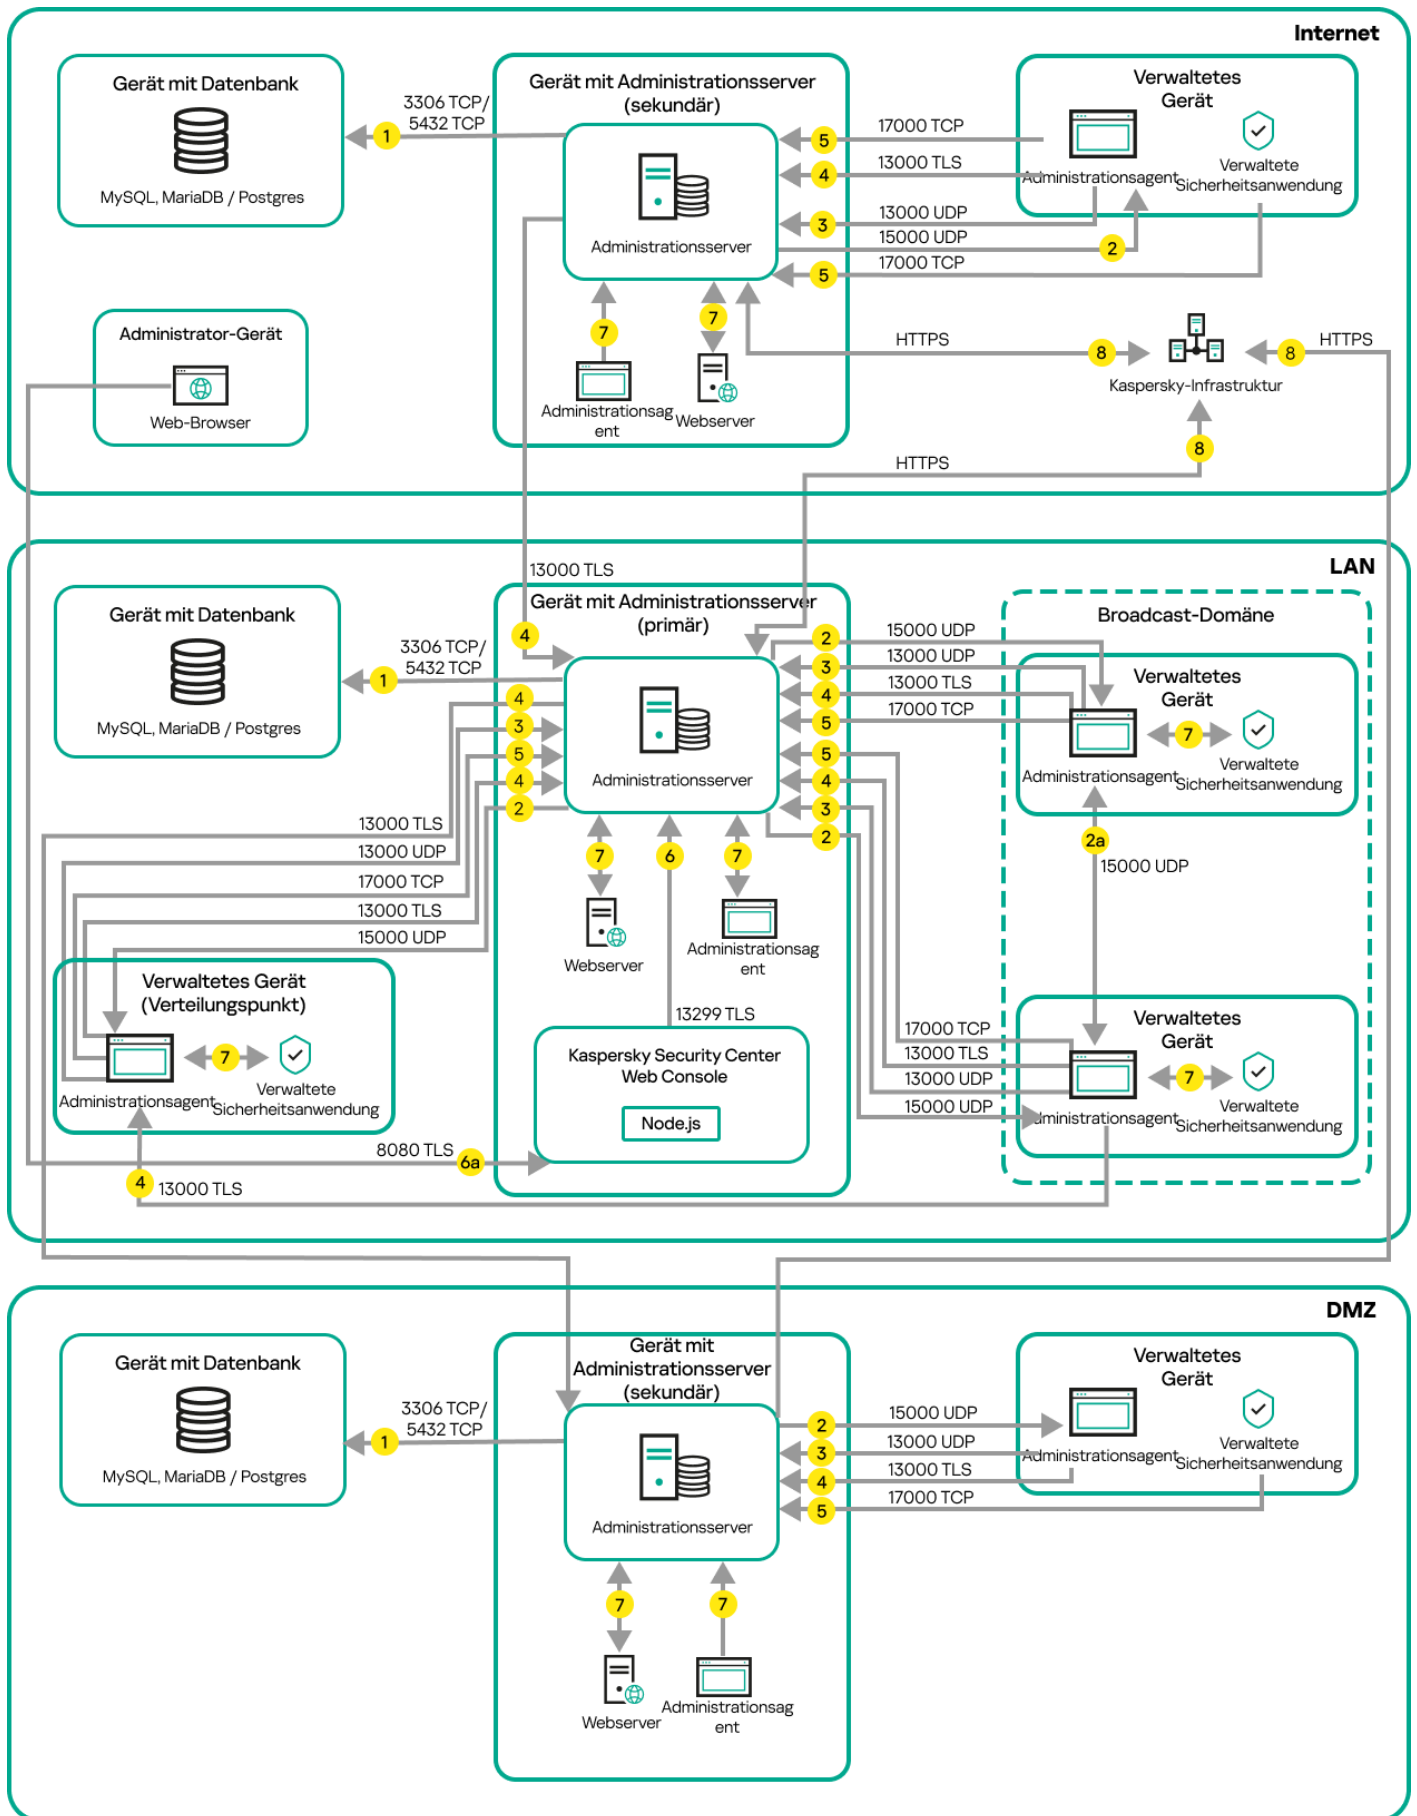 Internet
Gerät mit Datenbank
MySQL, MariaDB / Postgres
3306 TCP/
5432 TCP
1
Gerät mit Administrationsserver
(sekundär)
Administrationsserver
Verwaltetes
Gerät
Administrationsagent
Verwaltete
Sicherheitsanwendung
17000 TCP
5
13000 TLS
4
13000 UDP
3
15000 UDP
2
17000 TCP
5
7
7
Administrationsag
ent
Webserver
Administrator-Gerät
Web-Browser
HTTPS
8
Kaspersky-Infrastruktur
8
HTTPS
8
HTTPS
LAN
13000 TLS
4
Gerät mit Datenbank
MySQL, MariaDB / Postgres
3306 TCP/
5432 TCP
1
Gerät mit Administrationsserver
(primär)
Administrationsserver
4
3
5
4
2
13000 TLS
13000 UDP
17000 TCP
13000 TLS
15000 UDP
2
15000 UDP
3
13000 UDP
4
13000 TLS
5
17000 TCP
5
4
3
2
Broadcast-Domäne
Verwaltetes
Gerät
7
Administrationsagent
Verwaltete
Sicherheitsanwendung
2a
15000 UDP
7
6
7
Webserver
Administrationsag
ent
13299 TLS
Kaspersky Security Center
Web Console
Node.js
Verwaltetes Gerät
(Verteilungspunkt)
7
Administrationsagent
Verwaltete
Sicherheitsanwendung
17000 TCP
13000 TLS
13000 UDP
15000 UDP
Verwaltetes
Gerät
7
Administrationsagent
Verwaltete
Sicherheitsanwendung
8080 TLS
6a
4
13000 TLS
DMZ
Gerät mit Datenbank
MySQL, MariaDB / Postgres
3306 TCP/
5432 TCP
1
Gerät mit
Administrationsserver
(sekundär)
Administrationsserver
2
15000 UDP
3
13000 UDP
4
13000 TLS
5
17000 TCP
Verwaltetes
Gerät
Administrationsagent
Verwaltete
Sicherheitsanwendung
7
7
Webserver
Administrationsag
ent